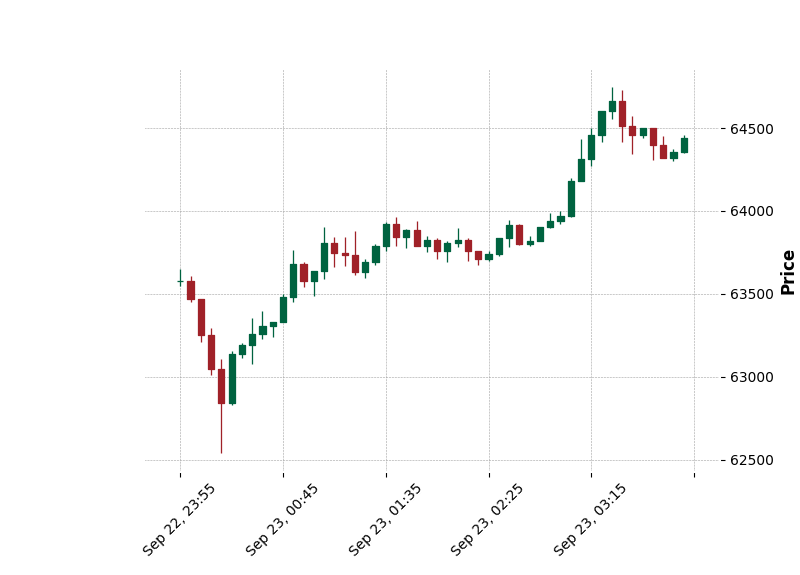 64500
64000
63500
63000
62500
Price
Sep 22, 23:55
Sep 23, 00:45
Sep 23, 01:35
Sep 23, 02:25
Sep 23, 03:15